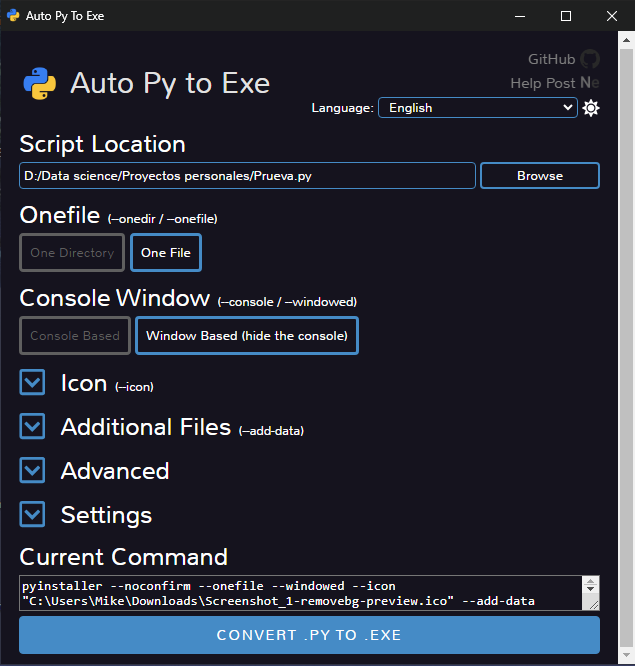 Auto Py To Exe
GitHub
Auto Py to Exe
Help Post Ne
Language: English
Script Location
D:/Data science/Proyectos personales/Prueva.py Browse
Onefile (--onedir / --onefile)
One Directory One File
Console Window (--console / --windowed)
Console Based Window Based (hide the console)
Icon (--icon)
Additional Files (--add-data)
Advanced
Settings
Current Command
pyinstaller --noconfirm --onefile --windowed --icon
"C:\Users\Mike\Downloads\Screenshot_1-removebg-preview.ico" --add-data
CONVERT .PY TO .EXE